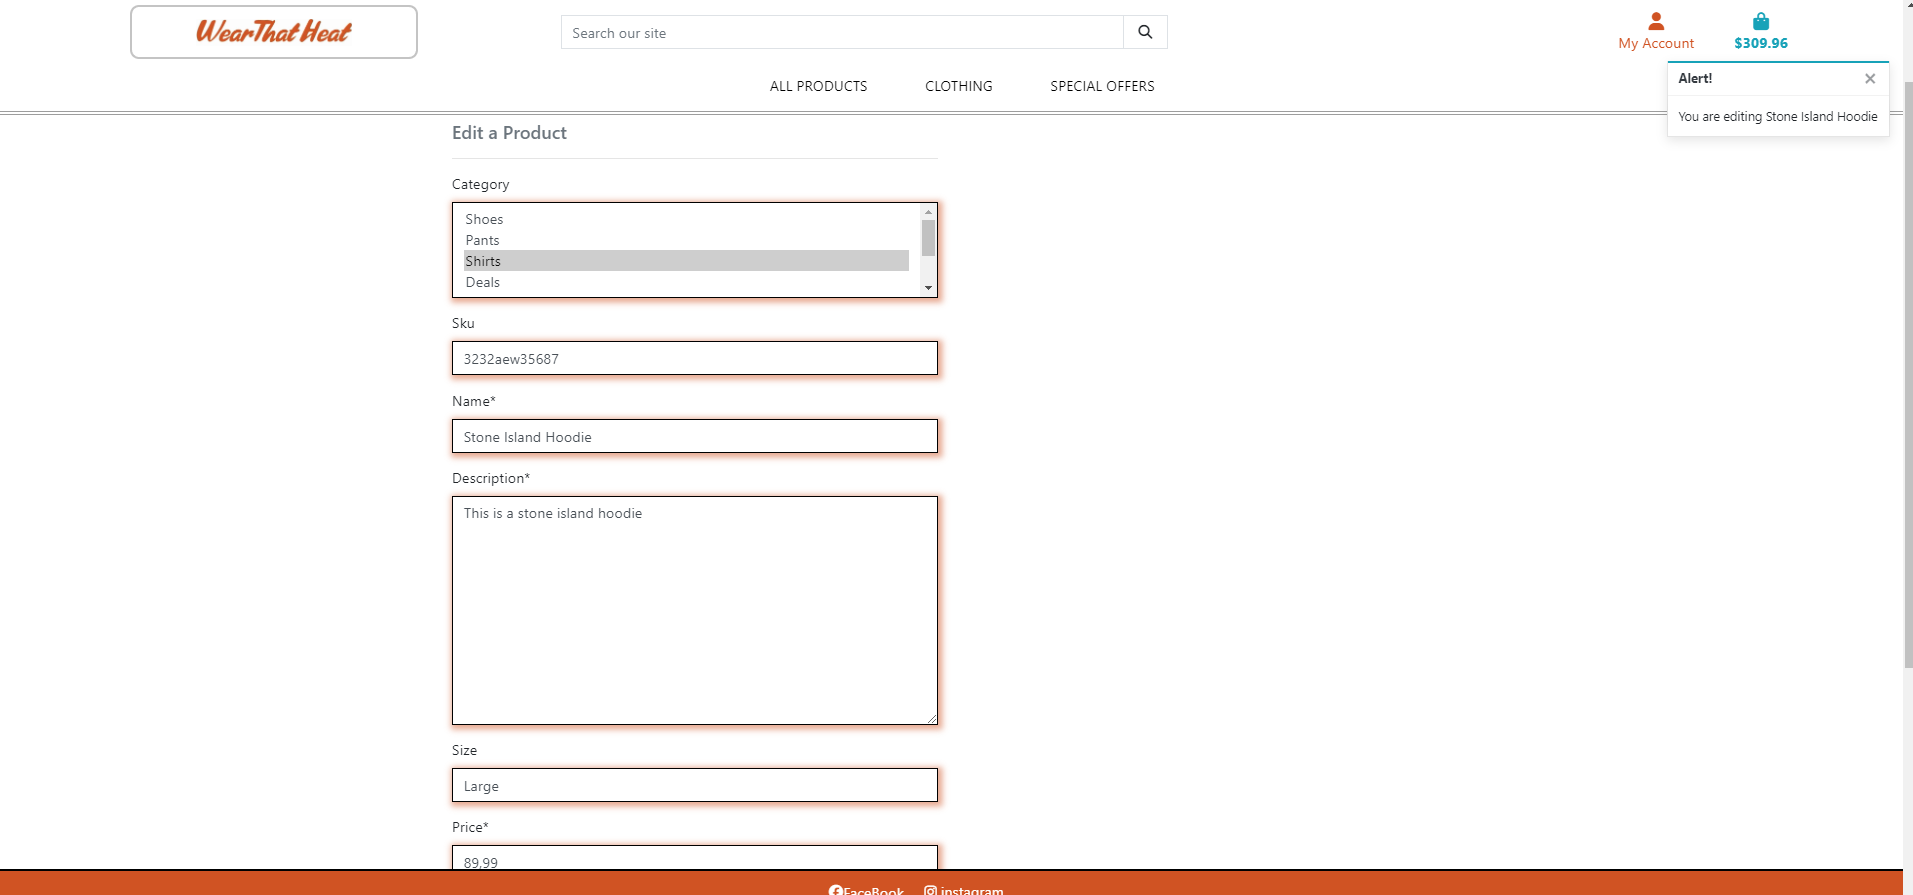 WearThatHeat
Search our site
My Account
$309.96
ALL PRODUCTS
CLOTHING
SPECIAL OFFERS
Alert!
×
You are editing Stone Island Hoodie
Edit a Product
Category
Shoes
Pants
Shirts
Deals
Sku
3232aew35687
Name*
Stone Island Hoodie
Description*
This is a stone island hoodie
Size
Large
Price*
89,99
FaceBook
instagram